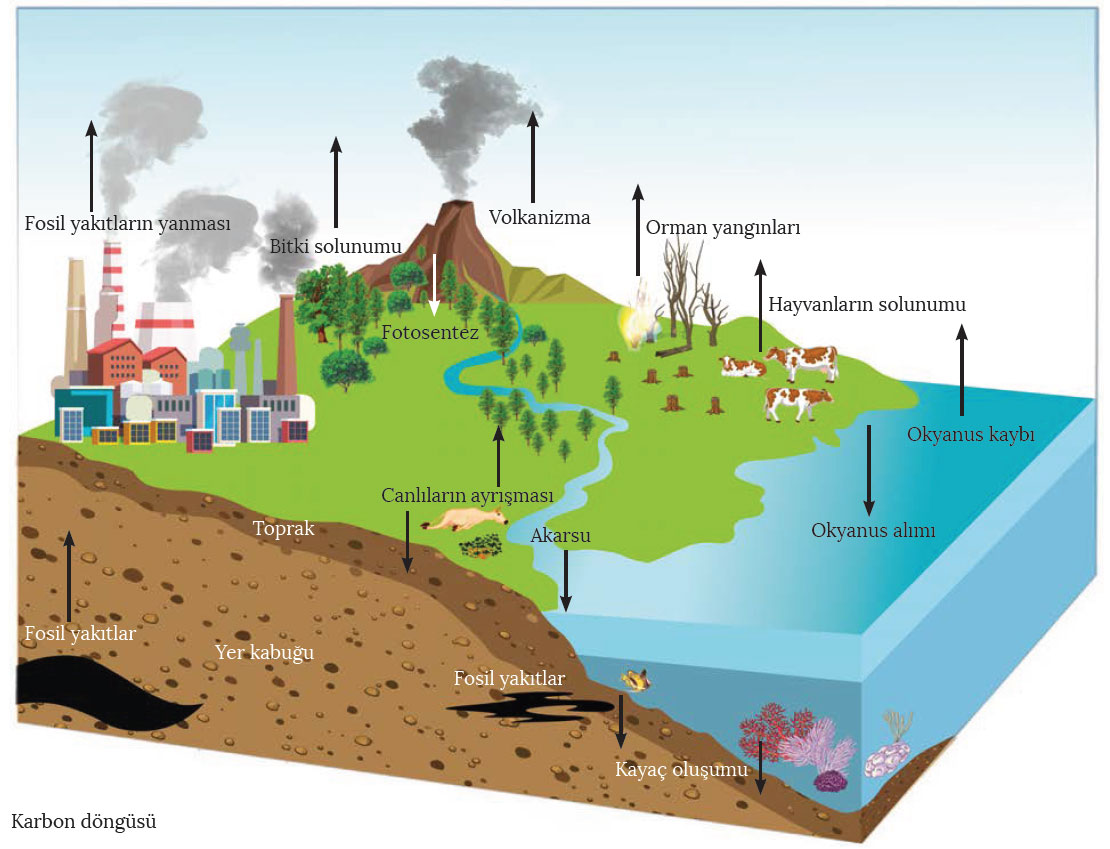 Fosil yakıtların yanması
Bitki solunumu
Volkanizma
Orman yangınları
Hayvanların solunumu
Fotosentez
Okyanus kaybı
Canlıların ayrışması
Toprak
Akarsu
Okyanus alımı
Fosil yakıtlar
Yer kabuğu
Fosil yakıtlar
Kayaç oluşumu
Karbon döngüsü